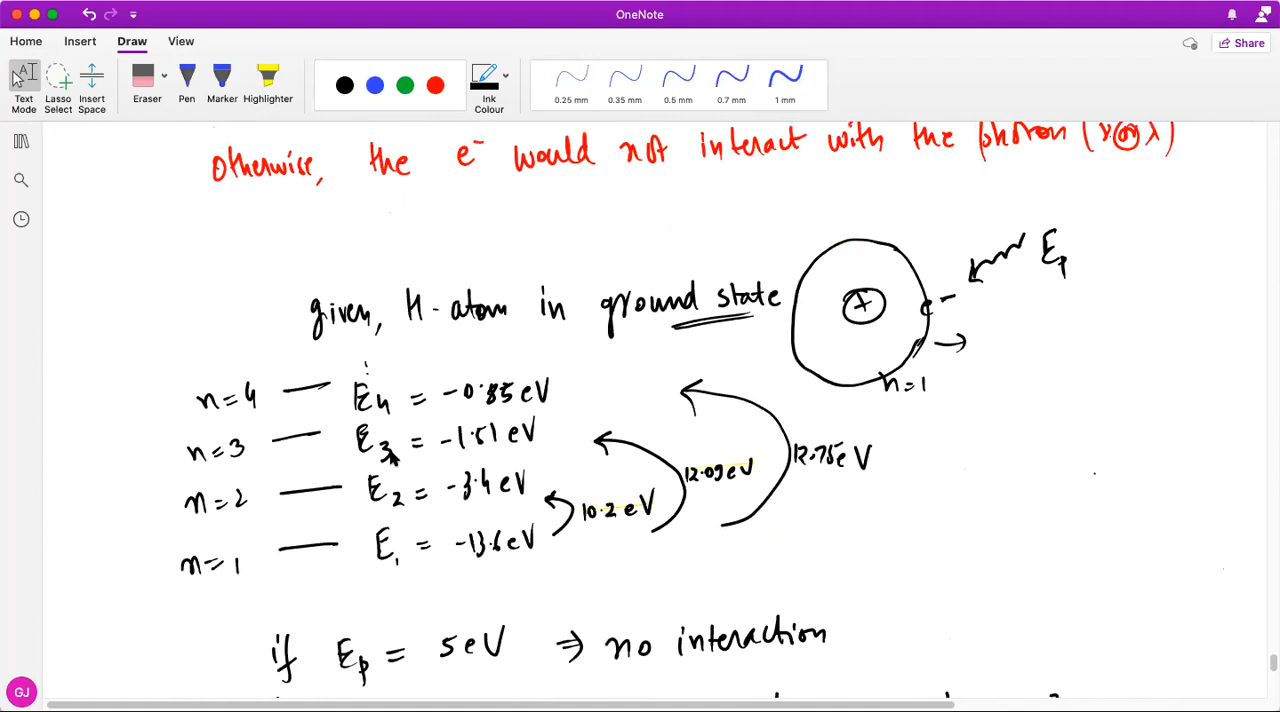 OneNote
Home Insert Draw View
Share
Text Mode
Lasso Select
Insert Space
Eraser
Pen
Marker
Highlighter
Ink Colour
0.25 mm
0.35 mm
0.5 mm
0.7 mm
1 mm
otherwise, the e⁻ would not interact with the photon (ν or λ)
given, H-atom in ground state
+ e⁻ Eₚ
n=1
n=4 — E₄ = -0.85 eV
n=3 — E₃ = -1.51 eV 12.09 eV 12.75 eV
n=2 — E₂ = -3.4 eV 10.2 eV
n=1 — E₁ = -13.6 eV
if Eₚ = 5 eV ⇒ no interaction
GJ